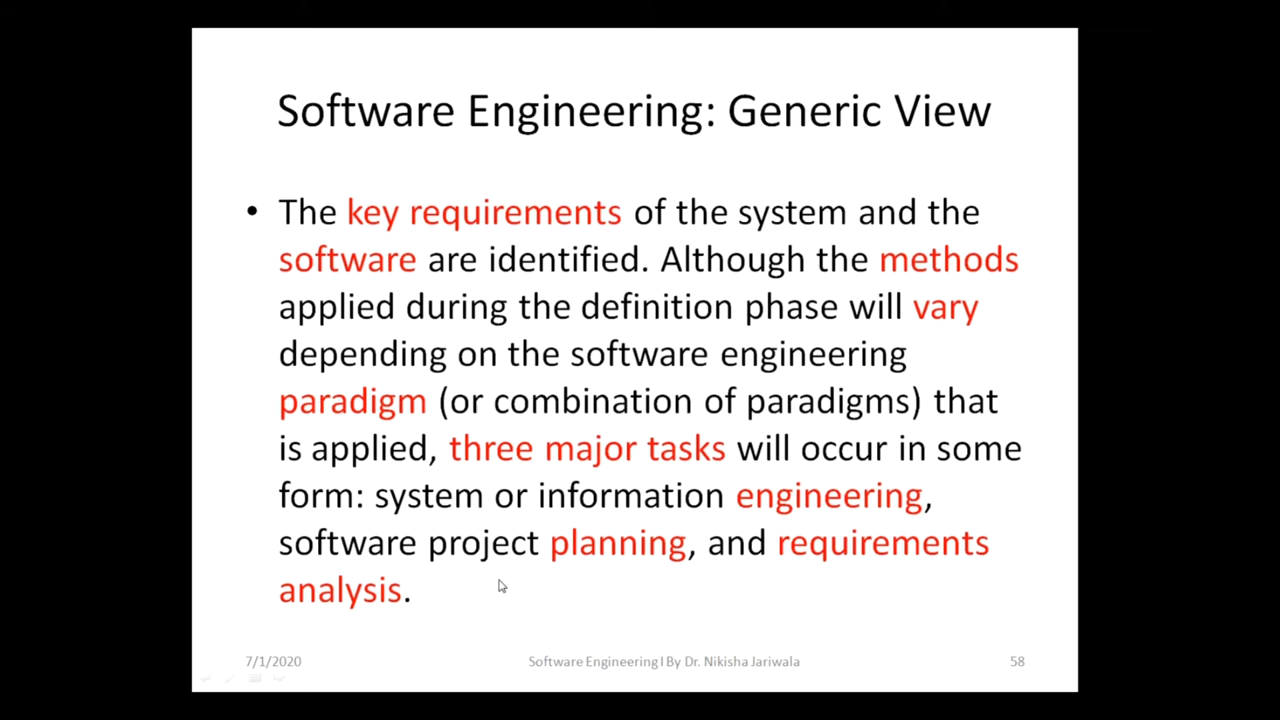 Software Engineering: Generic View
• The key requirements of the system and the
software are identified. Although the methods
applied during the definition phase will vary
depending on the software engineering
paradigm (or combination of paradigms) that
is applied, three major tasks will occur in some
form: system or information engineering,
software project planning, and requirements
analysis.
7/1/2020 Software Engineering I By Dr. Nikisha Jariwala 58